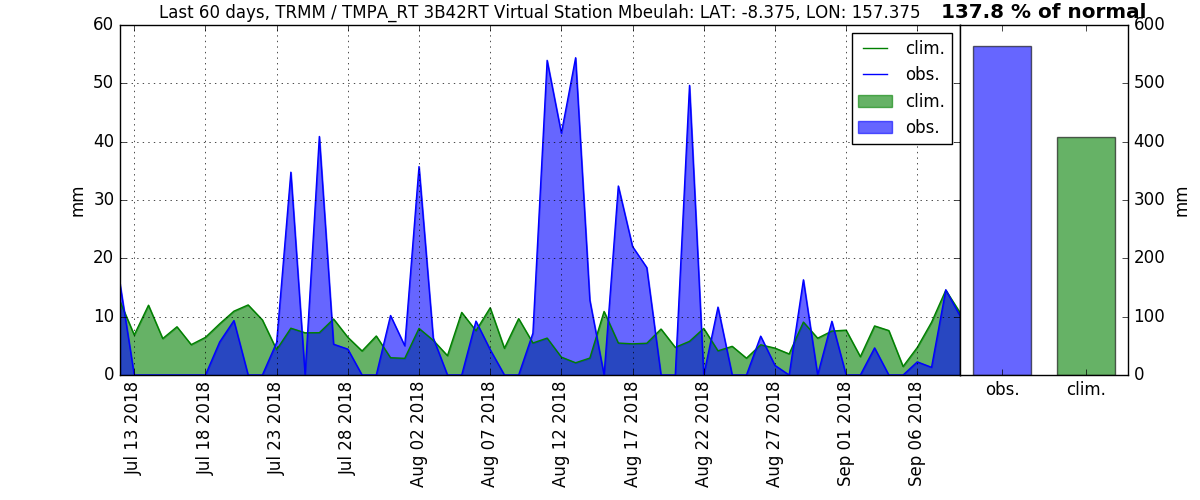 Last 60 days, TRMM / TMPA_RT 3B42RT Virtual Station Mbeulah: LAT: -8.375, LON: 157.375
137.8 % of normal
60
50
40
30
20
10
0
mm
clim.
obs.
clim.
obs.
600
500
400
300
200
100
0
mm
obs.
clim.
Jul 13 2018
Jul 18 2018
Jul 23 2018
Jul 28 2018
Aug 02 2018
Aug 07 2018
Aug 12 2018
Aug 17 2018
Aug 22 2018
Aug 27 2018
Sep 01 2018
Sep 06 2018